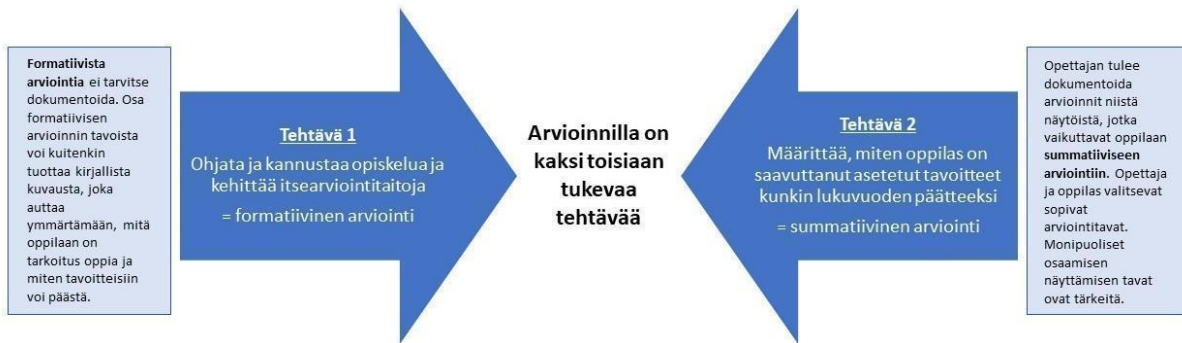 Formatiivista
arviointia ei tarvitse
dokumentoida. Osa
formatiivisen
arvioinnin tavoista
voi kuitenkin
tuottaa kirjallista
kuvausta, joka
auttaa
ymmärtämään, mitä
oppilaan on
tarkoitus oppia ja
miten tavoitteisiin
voi päästä.
Tehtävä 1
Ohjata ja kannustaa opiskelua ja
kehittää itsearviointitaitoja
= formatiivinen arviointi
Arvioinnilla on
kaksi toisiaan
tukevaa
tehtävää
Tehtävä 2
Määrittää, miten oppilas on
saavuttanut asetetut tavoitteet
kunkin lukuvuoden päätteeksi
= summatiivinen arviointi
Opettajan tulee
dokumentoida
arvioinnit niistä
näytöistä, jotka
vaikuttavat oppilaan
summatiiviseen
arviointiin. Opettaja
ja oppilas valitsevat
sopivat
arviointitavat.
Monipuoliset
osaamisen
näyttämisen tavat
ovat tärkeitä.